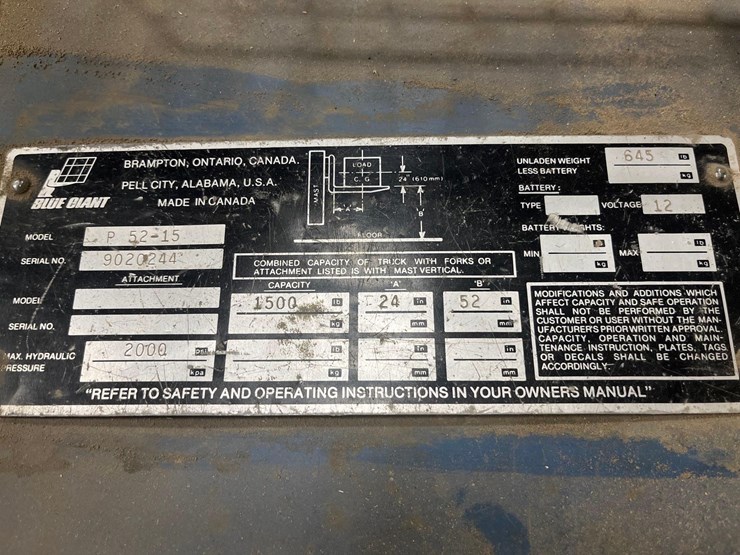 BLUE GIANT
BRAMPTON, ONTARIO, CANADA.
PELL CITY, ALABAMA, U.S.A.
MADE IN CANADA
MODEL P 52-15
SERIAL NO. 9020244
ATTACHMENT
MODEL
SERIAL NO.
MAX. HYDRAULIC PRESSURE 2000 psi
kpa
MAST
LOAD
C. G
24" (610mm)
A
B
FLOOR
COMBINED CAPACITY OF TRUCK WITH FORKS OR
ATTACHMENT LISTED IS WITH MAST VERTICAL.
CAPACITY 'A' 'B'
1500 lb 24 in 52 in
kg mm mm
lb in in
kg mm mm
UNLADEN WEIGHT 645 lb
LESS BATTERY kg
BATTERY:
TYPE VOLTAGE 12
MIN MAX lb
kg kg
MODIFICATIONS AND ADDITIONS WHICH
AFFECT CAPACITY AND SAFE OPERATION
SHALL NOT BE PERFORMED BY THE
CUSTOMER OR USER WITHOUT THE MAN-
UFACTURERS PRIOR WRITTEN APPROVAL.
CAPACITY, OPERATION AND MAIN-
TENANCE INSTRUCTION, PLATES, TAGS
OR DECALS SHALL BE CHANGED
ACCORDINGLY.
"REFER TO SAFETY AND OPERATING INSTRUCTIONS IN YOUR OWNERS MANUAL"